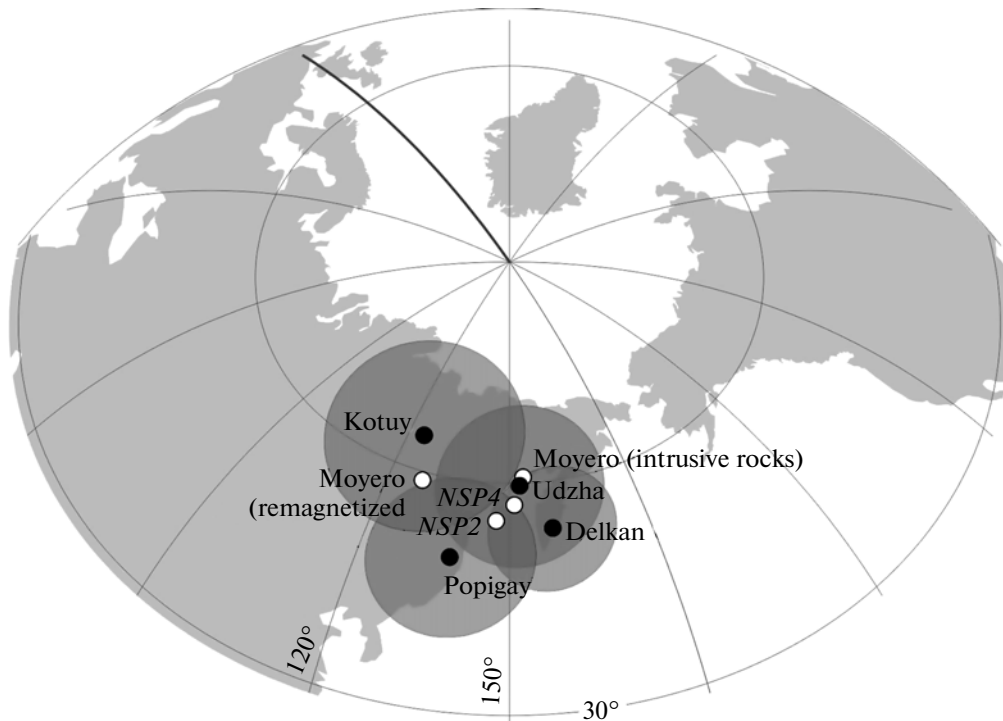 Kotuy
Moyero (intrusive rocks)
Moyero
(remagnetized
Udzha
NSP4
NSP2
Delkan
Popigay
120°
150°
30°